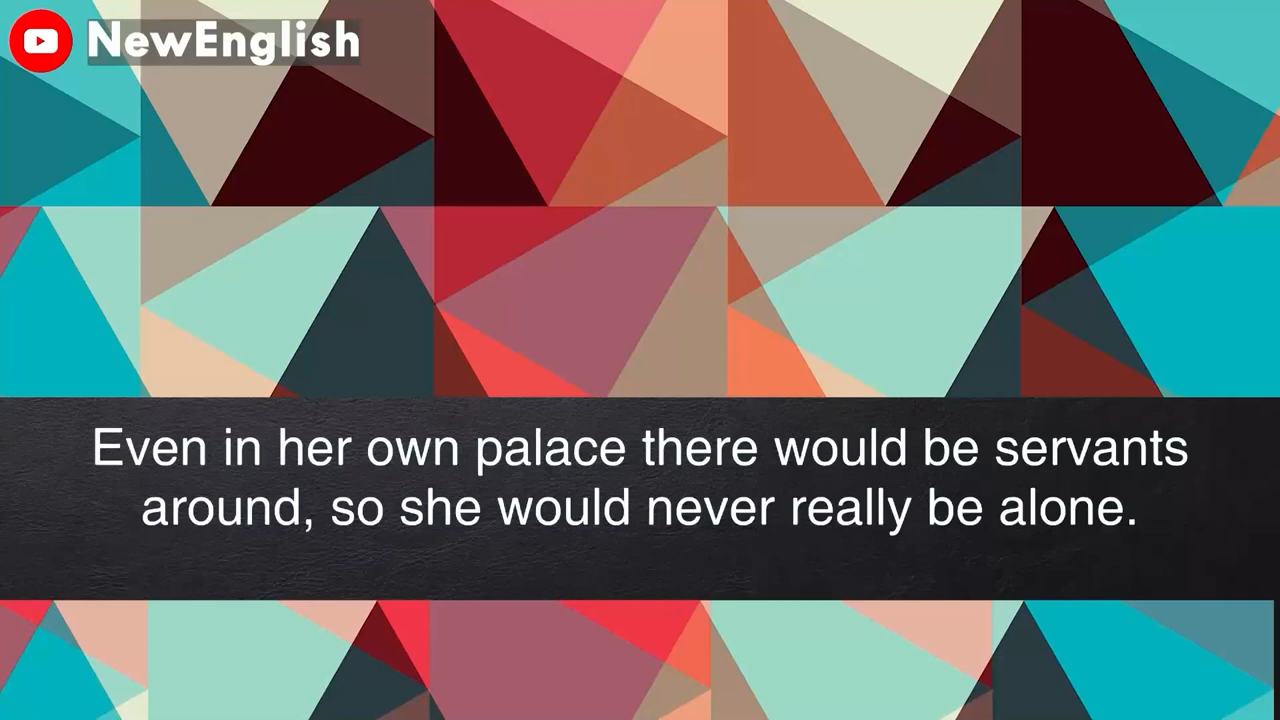 NewEnglish
Even in her own palace there would be servants
around, so she would never really be alone.